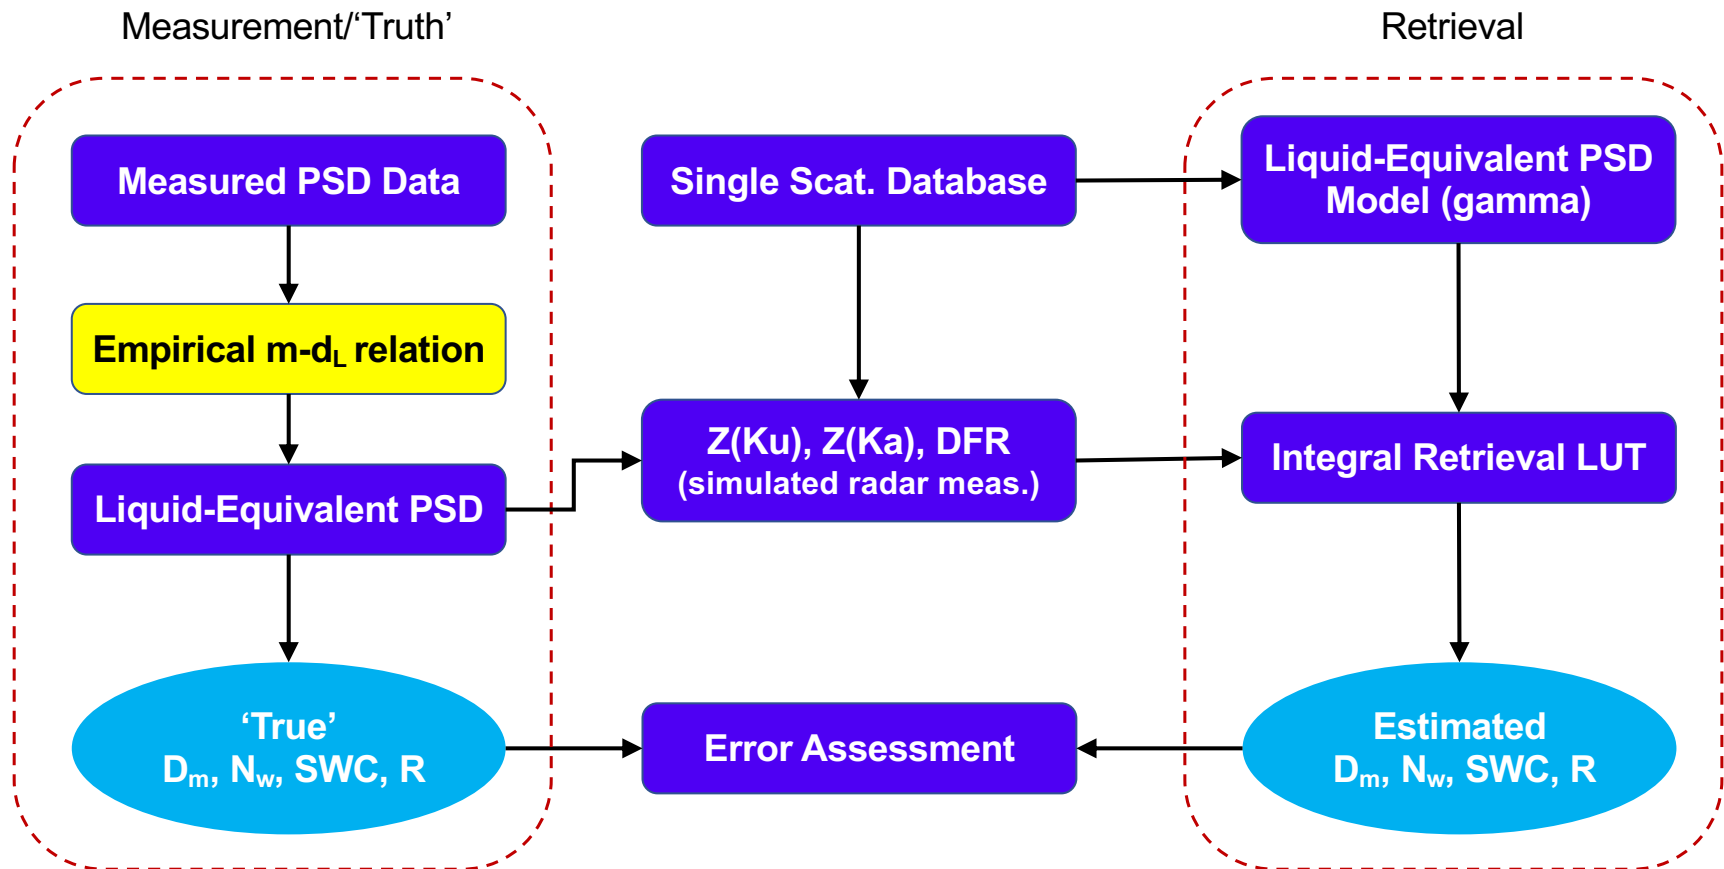 Measurement/‘Truth’
Retrieval
Measured PSD Data
Single Scat. Database
Liquid-Equivalent PSD
Model (gamma)
Empirical m-dL relation
Z(Ku), Z(Ka), DFR
(simulated radar meas.)
Integral Retrieval LUT
Liquid-Equivalent PSD
‘True’
Dm, Nw, SWC, R
Error Assessment
Estimated
Dm, Nw, SWC, R